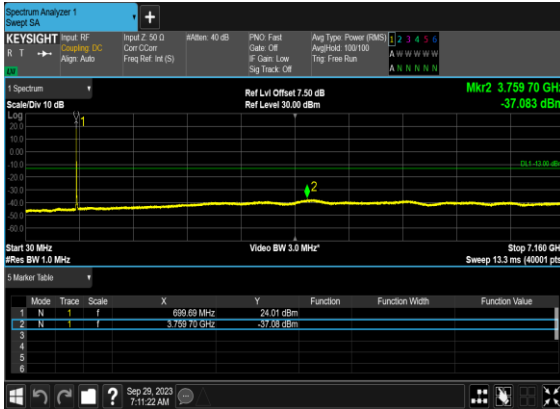 Spectrum Analyzer 1
Swept SA
+
KEYSIGHT Input: RF Input Z: 50 Ω #Atten: 40 dB PNO: Fast Avg Type: Power (RMS) 1 2 3 4 5 6
R T Coupling: DC Corr CCorr Gate: Off Avg|Hold: 100/100 A W W W W W
Align: Auto Freq Ref: Int (S) IF Gain: Low Trig: Free Run
Sig Track: Off A N N N N N
1 Spectrum
Scale/Div 10 dB
Ref Lvl Offset 7.50 dB
Ref Level 30.00 dBm
Mkr2 3.759 70 GHz
-37.083 dBm
Log
20.0
10.0
0.00
-10.0
-20.0
-30.0
-40.0
-50.0
-60.0
1
2
DL1 -13.00 dBm
Start 30 MHz Video BW 3.0 MHz* Stop 7.160 GH
#Res BW 1.0 MHz Sweep 13.3 ms (40001 pts
5 Marker Table
Mode Trace Scale X Y Function Function Width Function Value
1 N 1 f 699.69 MHz 24.01 dBm
2 N 1 f 3.759 70 GHz -37.08 dBm
3
4
5
6
?
Sep 29, 2023
7:11:22 AM